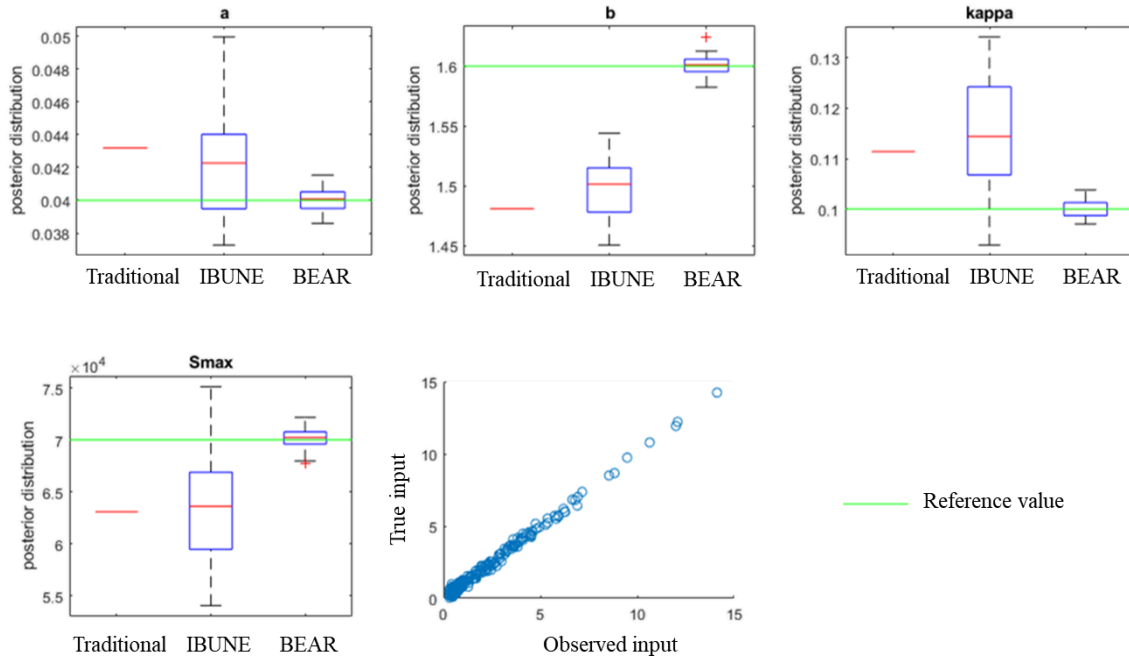 a
posterior distribution
0.05
0.048
0.046
0.044
0.042
0.04
0.038
Traditional IBUNE BEAR
b
posterior distribution
1.6
1.55
1.5
1.45
Traditional IBUNE BEAR
kappa
posterior distribution
0.13
0.12
0.11
0.1
Traditional IBUNE BEAR
Smax
× 10^4
posterior distribution
7.5
7
6.5
6
5.5
Traditional IBUNE BEAR
True input
15
10
5
0
0 5 10 15
Observed input
Reference value